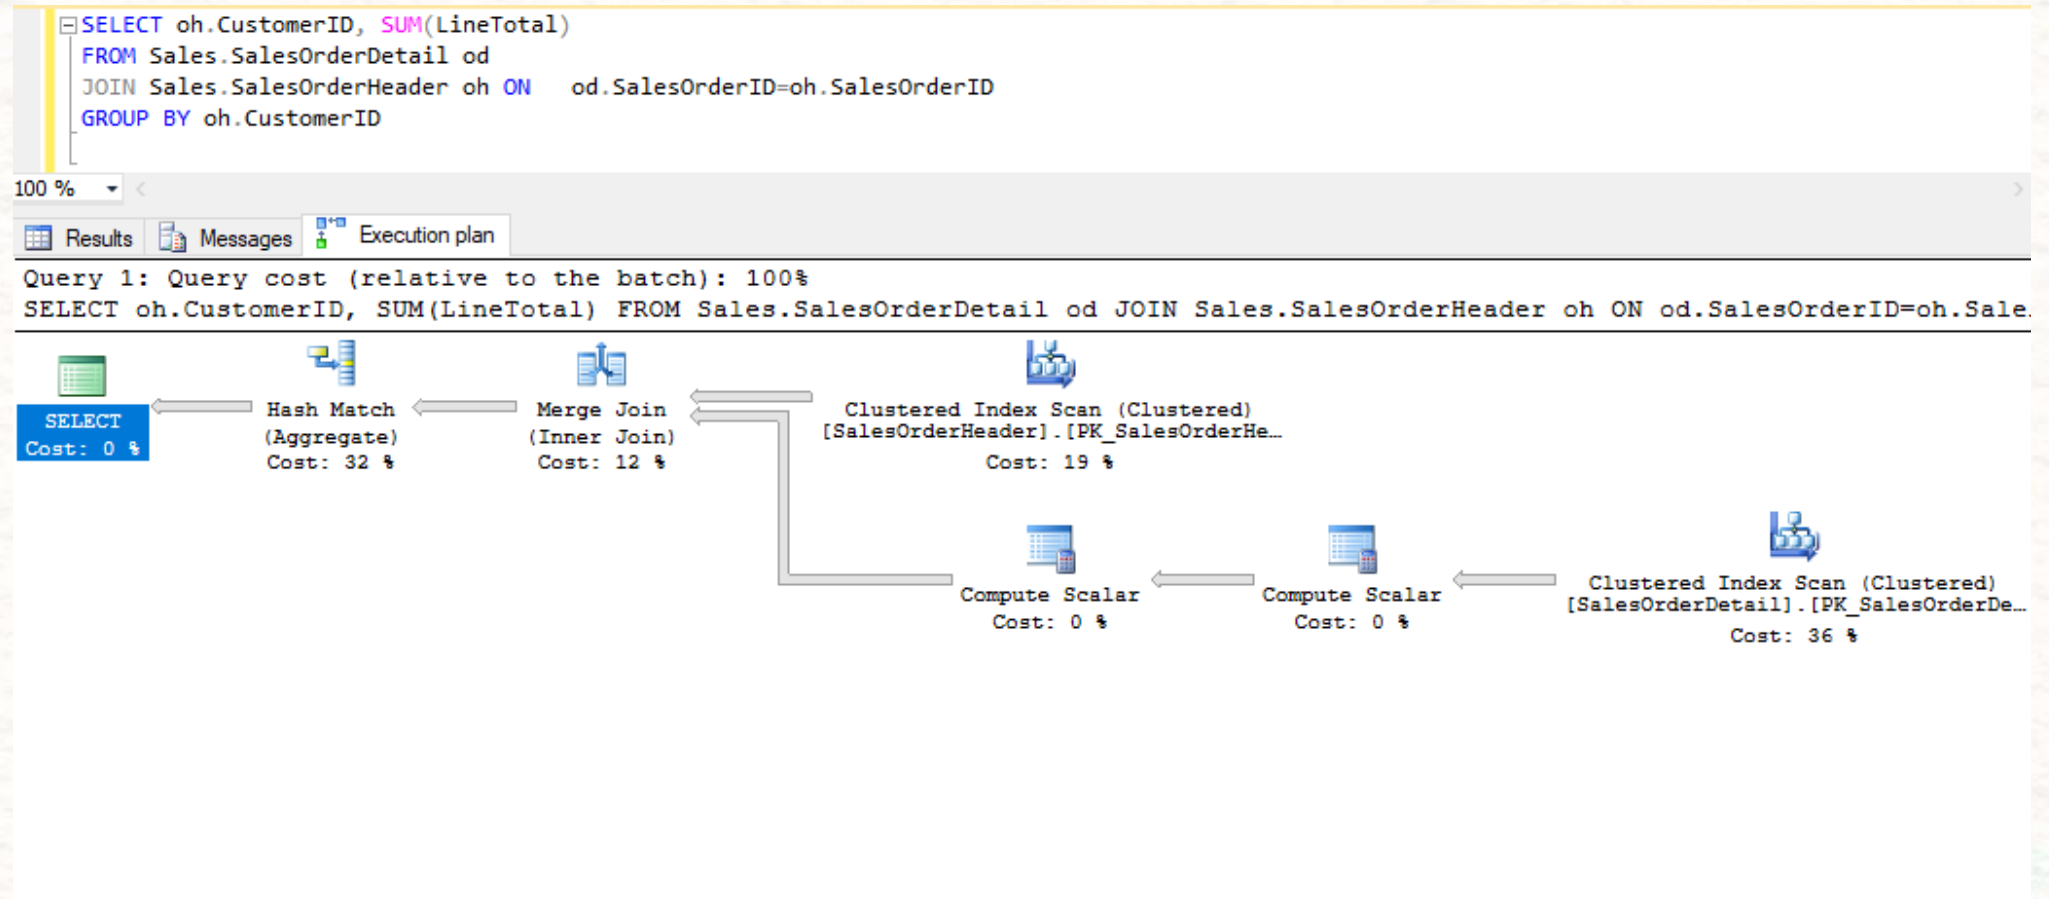 SELECT oh.CustomerID, SUM(LineTotal)
FROM Sales.SalesOrderDetail od
JOIN Sales.SalesOrderHeader oh ON   od.SalesOrderID=oh.SalesOrderID
GROUP BY oh.CustomerID
100 %
Results Messages Execution plan
Query 1: Query cost (relative to the batch): 100%
SELECT oh.CustomerID, SUM(LineTotal) FROM Sales.SalesOrderDetail od JOIN Sales.SalesOrderHeader oh ON od.SalesOrderID=oh.Sale.
SELECT
Cost: 0 %
Hash Match
(Aggregate)
Cost: 32 %
Merge Join
(Inner Join)
Cost: 12 %
Clustered Index Scan (Clustered)
[SalesOrderHeader].[PK_SalesOrderHe…
Cost: 19 %
Compute Scalar
Cost: 0 %
Compute Scalar
Cost: 0 %
Clustered Index Scan (Clustered)
[SalesOrderDetail].[PK_SalesOrderDe…
Cost: 36 %